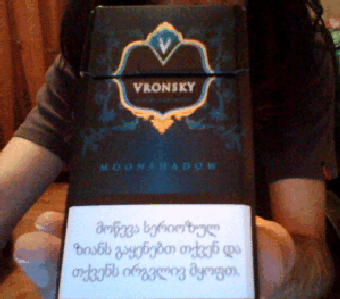 V
VRONSKY
MOONSHADOW
მოწევა სერიოზულ
ზიანს გაყენებთ თქვენ და
თქვენს ირგვლივ მყოფთ.